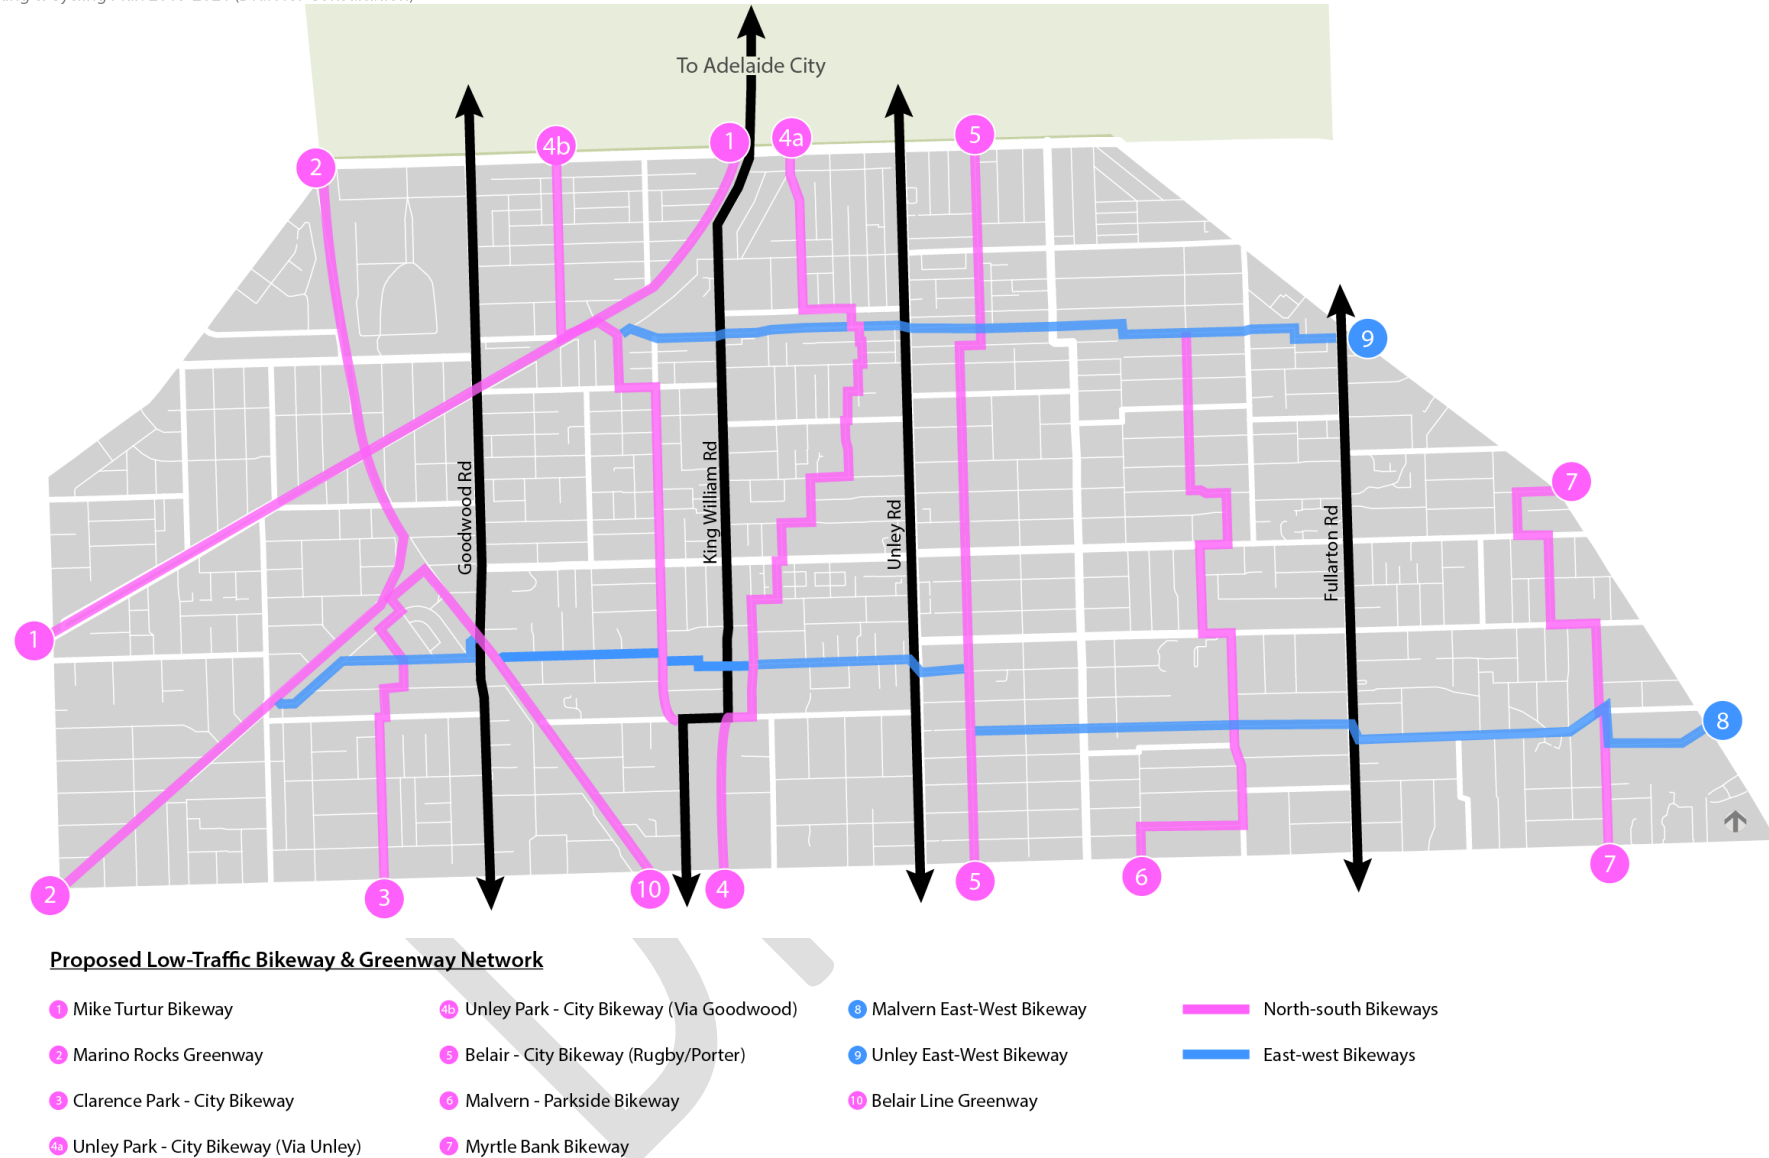 To Adelaide City
4b
1
4a
5
2
9
Goodwood Rd
King William Rd
Unley Rd
Fullarton Rd
7
1
8
2
3
10
4
5
6
7
Proposed Low-Traffic Bikeway & Greenway Network
1 Mike Turtur Bikeway
2 Marino Rocks Greenway
3 Clarence Park - City Bikeway
4a Unley Park - City Bikeway (Via Unley)
4b Unley Park - City Bikeway (Via Goodwood)
5 Belair - City Bikeway (Rugby/Porter)
6 Malvern - Parkside Bikeway
7 Myrtle Bank Bikeway
8 Malvern East-West Bikeway
9 Unley East-West Bikeway
10 Belair Line Greenway
North-south Bikeways
East-west Bikeways